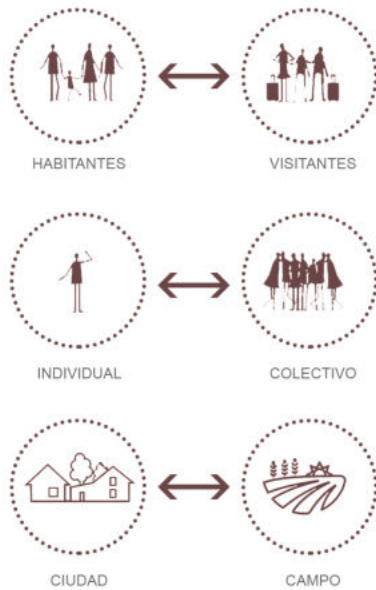 HABITANTES
VISITANTES
INDIVIDUAL
COLECTIVO
CIUDAD
CAMPO